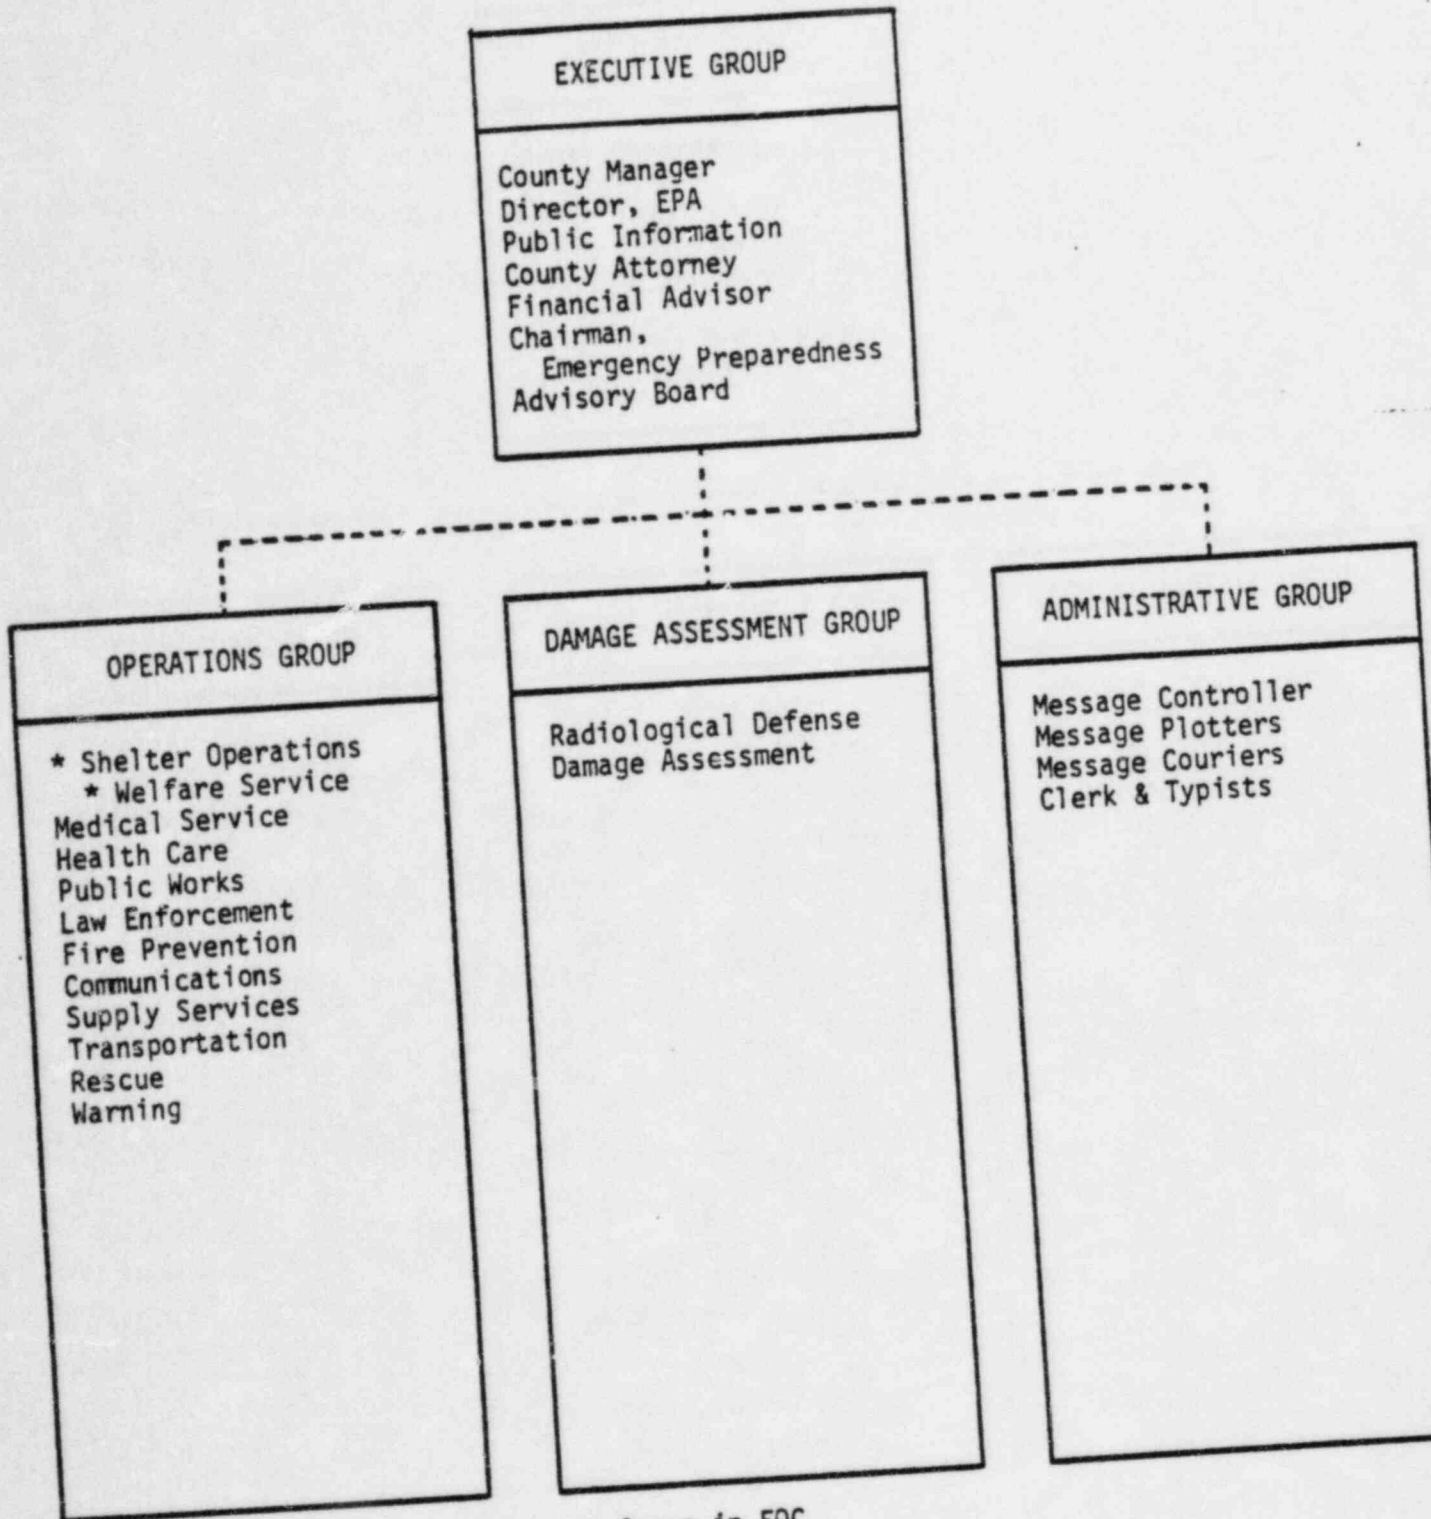 EXECUTIVE GROUP
County Manager
Director, EPA
Public Information
County Attorney
Financial Advisor
Chairman,
Emergency Preparedness
Advisory Board
OPERATIONS GROUP
* Shelter Operations
* Welfare Service
Medical Service
Health Care
Public Works
Law Enforcement
Fire Prevention
Communications
Supply Services
Transportation
Rescue
Warning
DAMAGE ASSESSMENT GROUP
Radiological Defense
Damage Assessment
ADMINISTRATIVE GROUP
Message Controller
Message Plotters
Message Couriers
Clerk & Typists
in EOC